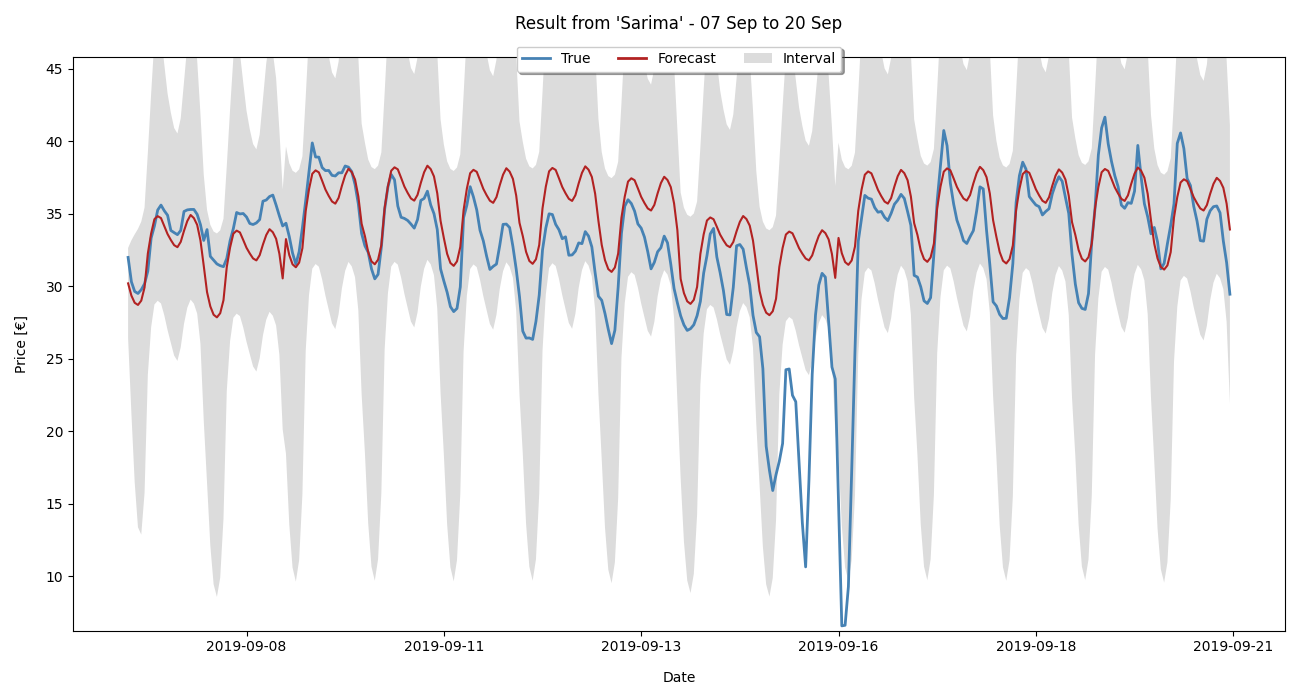 Result from 'Sarima' - 07 Sep to 20 Sep
True Forecast Interval
45
40
35
30
25
20
15
10
Price [€]
2019-09-08 2019-09-11 2019-09-13 2019-09-16 2019-09-18 2019-09-21
Date